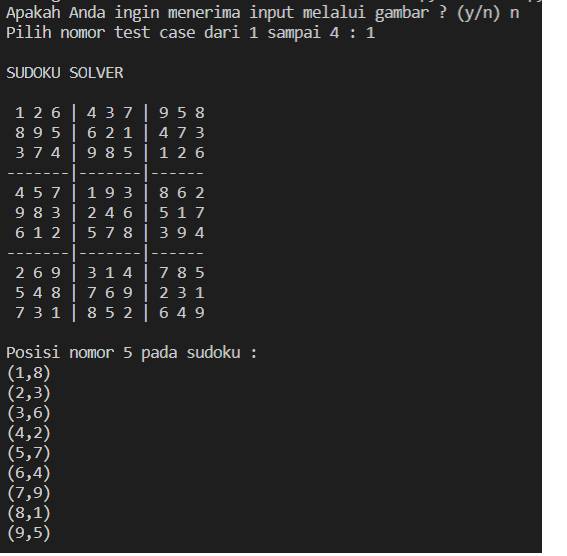 Apakah Anda ingin menerima input melalui gambar ? (y/n) n
Pilih nomor test case dari 1 sampai 4 : 1
SUDOKU SOLVER
1 2 6 | 4 3 7 | 9 5 8
8 9 5 | 6 2 1 | 4 7 3
3 7 4 | 9 8 5 | 1 2 6
-------|-------|------
4 5 7 | 1 9 3 | 8 6 2
9 8 3 | 2 4 6 | 5 1 7
6 1 2 | 5 7 8 | 3 9 4
-------|-------|------
2 6 9 | 3 1 4 | 7 8 5
5 4 8 | 7 6 9 | 2 3 1
7 3 1 | 8 5 2 | 6 4 9
Posisi nomor 5 pada sudoku :
(1,8)
(2,3)
(3,6)
(4,2)
(5,7)
(6,4)
(7,9)
(8,1)
(9,5)